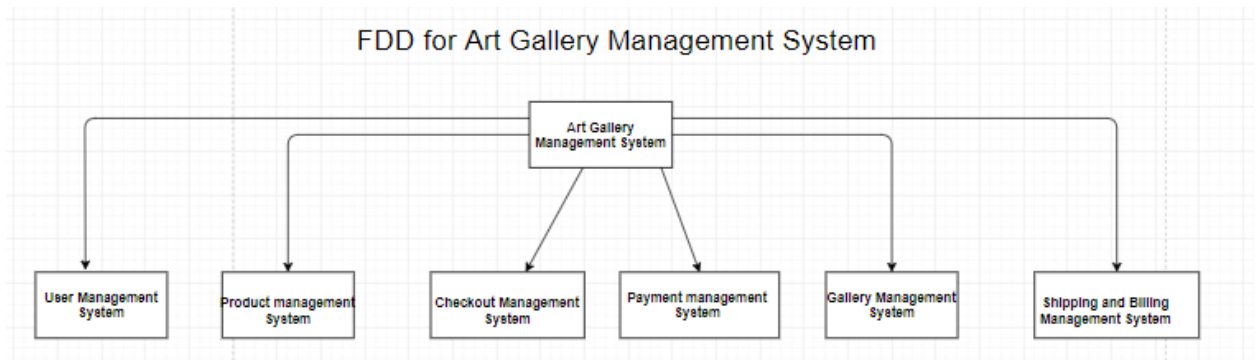 FDD for Art Gallery Management System
Art Gallery
Management System
User Management
System
Product management
System
Checkout Management
System
Payment management
System
Gallery Management
System
Shipping and Billing
Management System